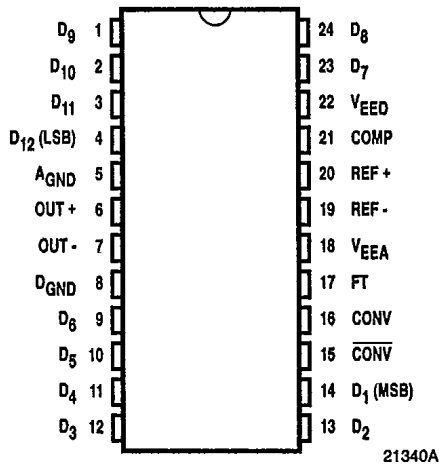 D9 1 24 D8
D10 2 23 D7
D11 3 22 VEED
D12 (LSB) 4 21 COMP
AGND 5 20 REF +
OUT + 6 19 REF -
OUT - 7 18 VEEA
DGND 8 17 FT
D6 9 16 CONV
D5 10 15 CONV
D4 11 14 D1 (MSB)
D3 12 13 D2
21340A